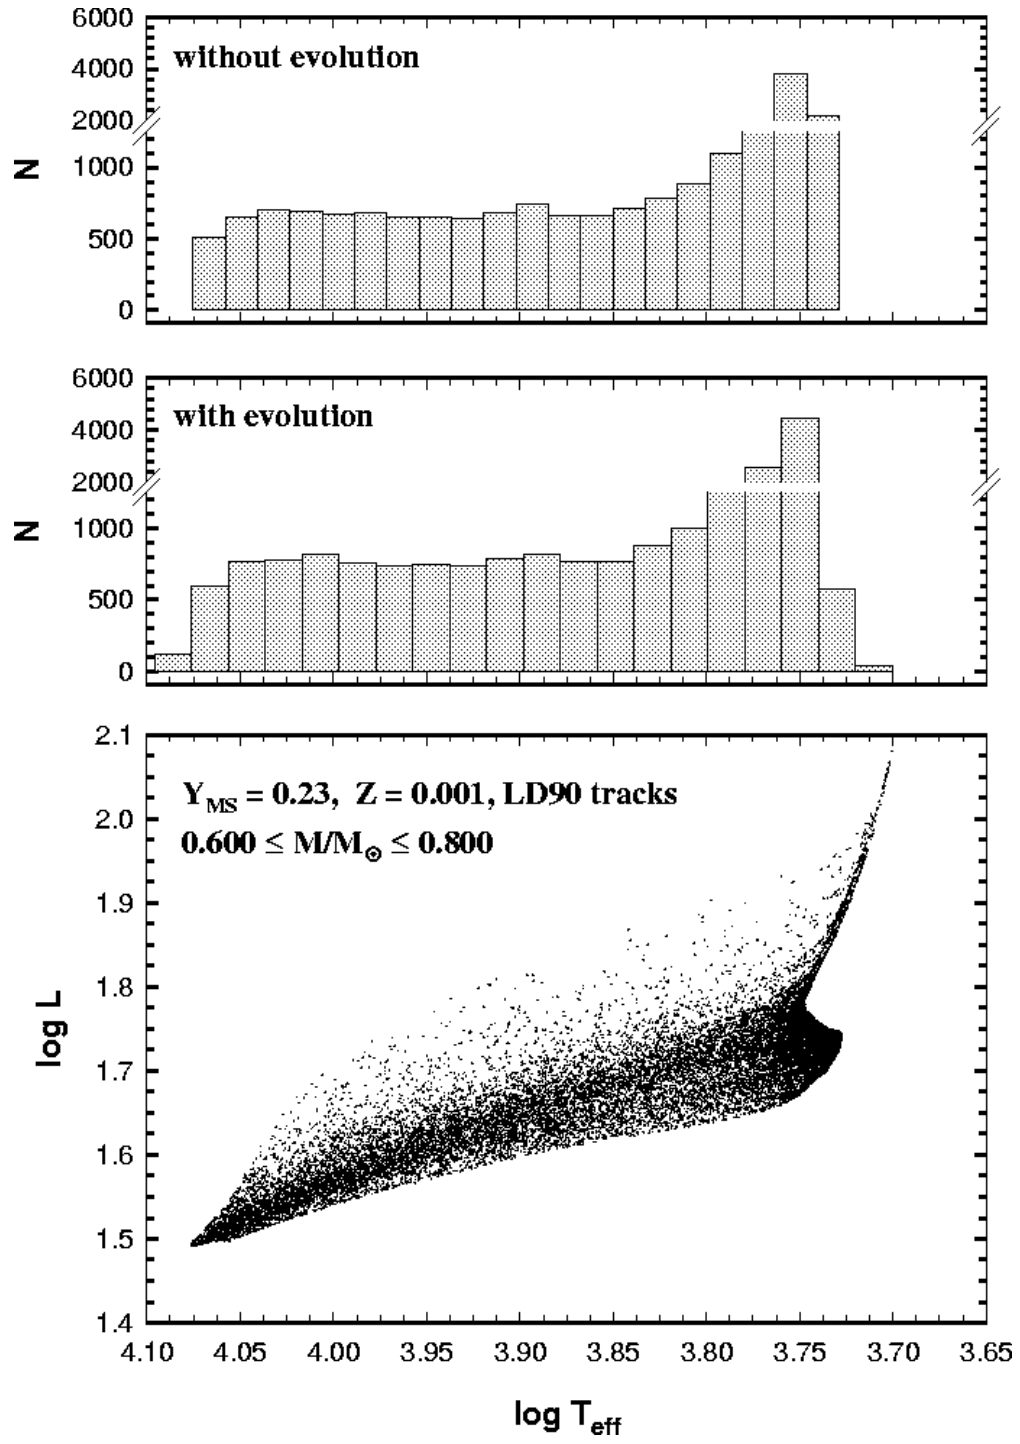 6000
without evolution
4000
2000
N
1000
500
0
6000
with evolution
4000
2000
N
1000
500
0
2.1
Y_MS = 0.23, Z = 0.001, LD90 tracks
2.0
0.600 ≤ M/M_⊙ ≤ 0.800
1.9
1.8
log L
1.7
1.6
1.5
1.4
4.10 4.05 4.00 3.95 3.90 3.85 3.80 3.75 3.70 3.65
log T_eff